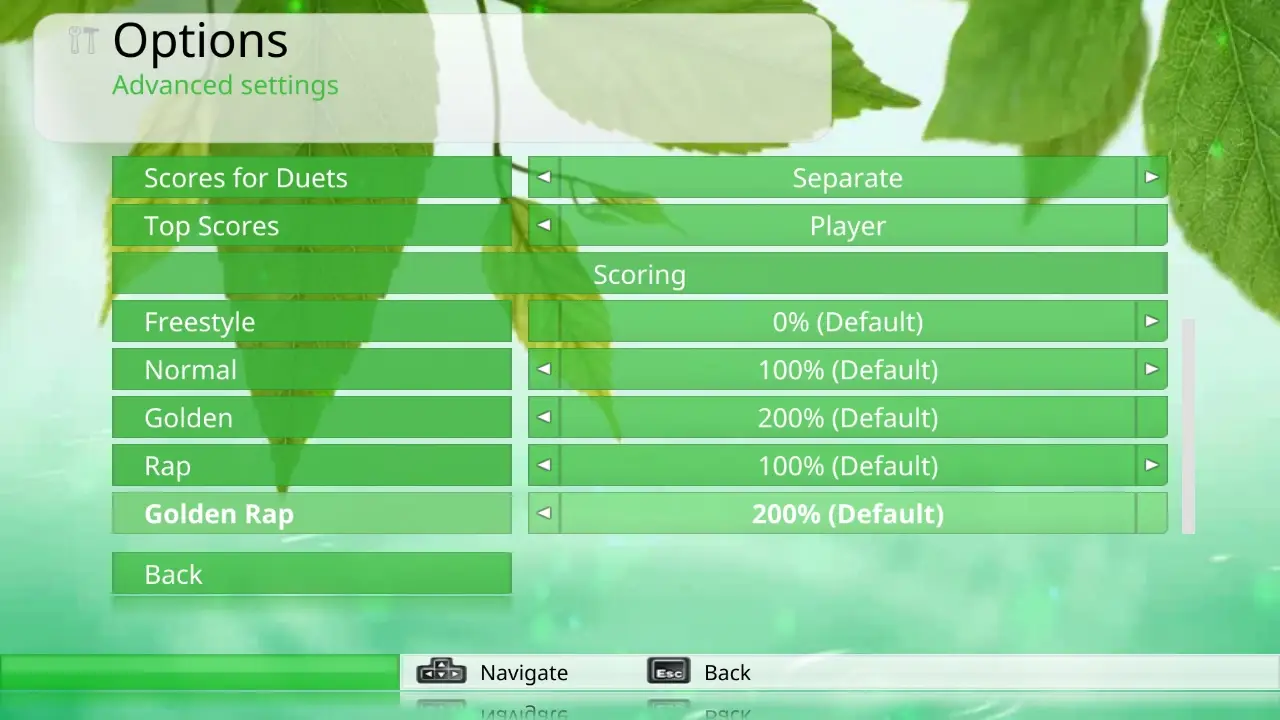 Options
Advanced settings
Scores for Duets Separate
Top Scores Player
Scoring
Freestyle 0% (Default)
Normal 100% (Default)
Golden 200% (Default)
Rap 100% (Default)
Golden Rap 200% (Default)
Back
Navigate Esc Back